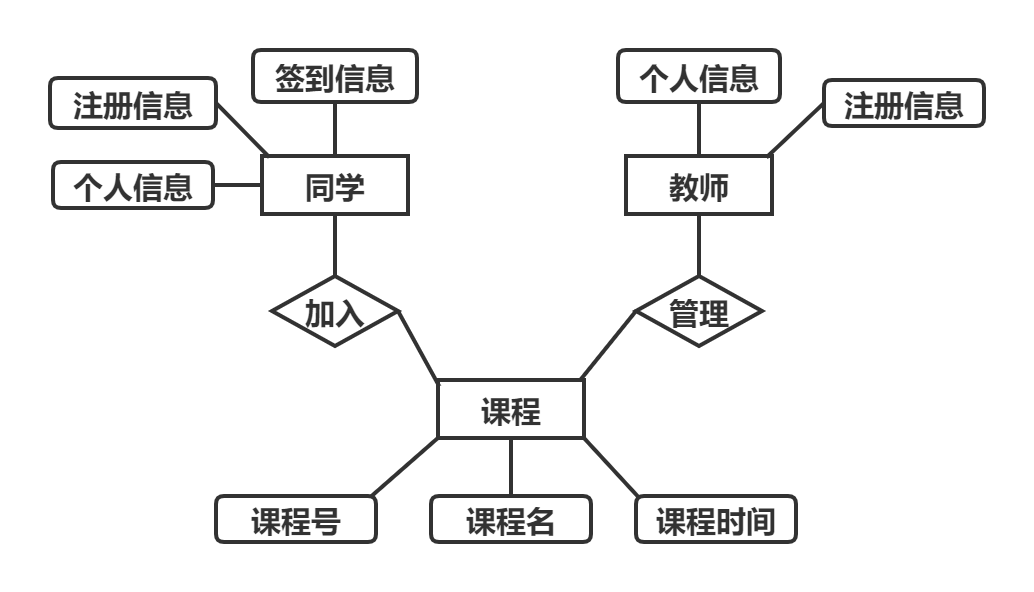 签到信息
个人信息
注册信息
注册信息
个人信息
同学
教师
加入
管理
课程
课程号
课程名
课程时间